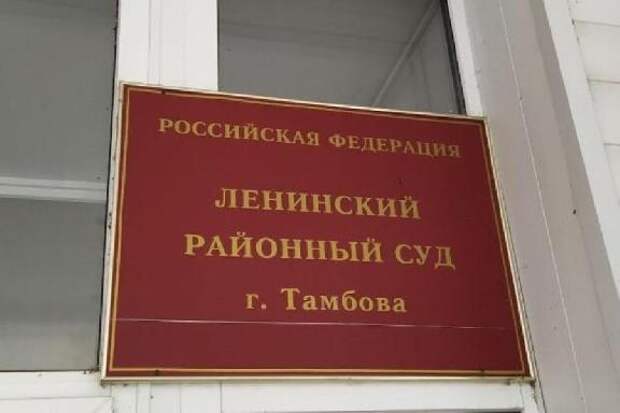 РОССИЙСКАЯ ФЕДЕРАЦИЯ
ЛЕНИНСКИЙ
РАЙОННЫЙ СУД
г. Тамбова